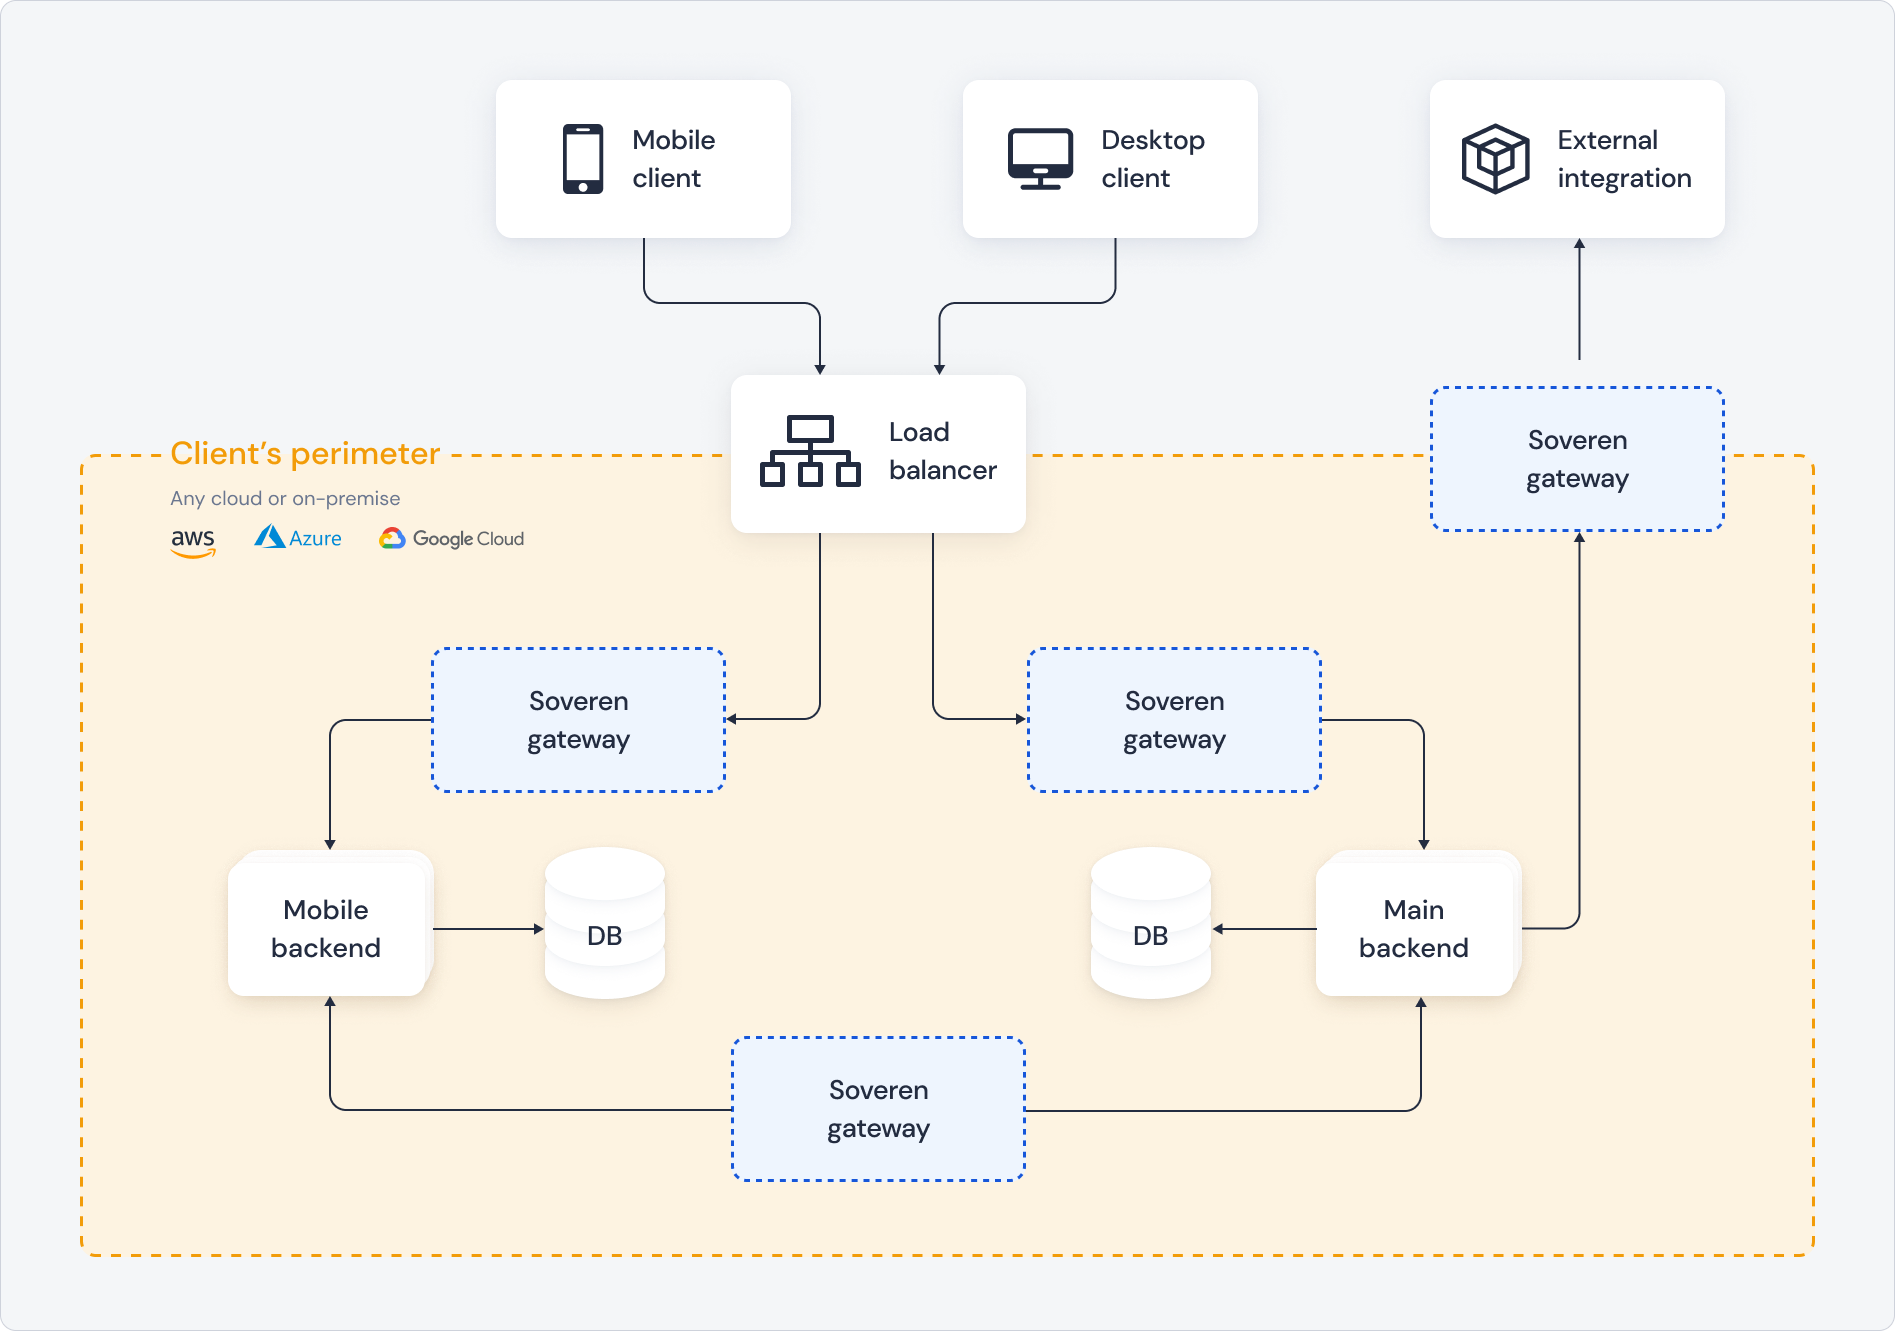 Mobile
client
Desktop
client
External
integration
Load
balancer
Soveren
gateway
Client's perimeter
Any cloud or on-premise
aws
Azure
Google Cloud
Soveren
gateway
Soveren
gateway
Mobile
backend
DB
DB
Main
backend
Soveren
gateway